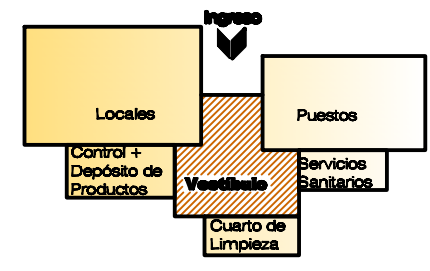 Ingreso
Locales
Puestos
Control +
Depósito de
Productos
Vestíbulo
Servicios
Sanitarios
Cuarto de
Limpieza